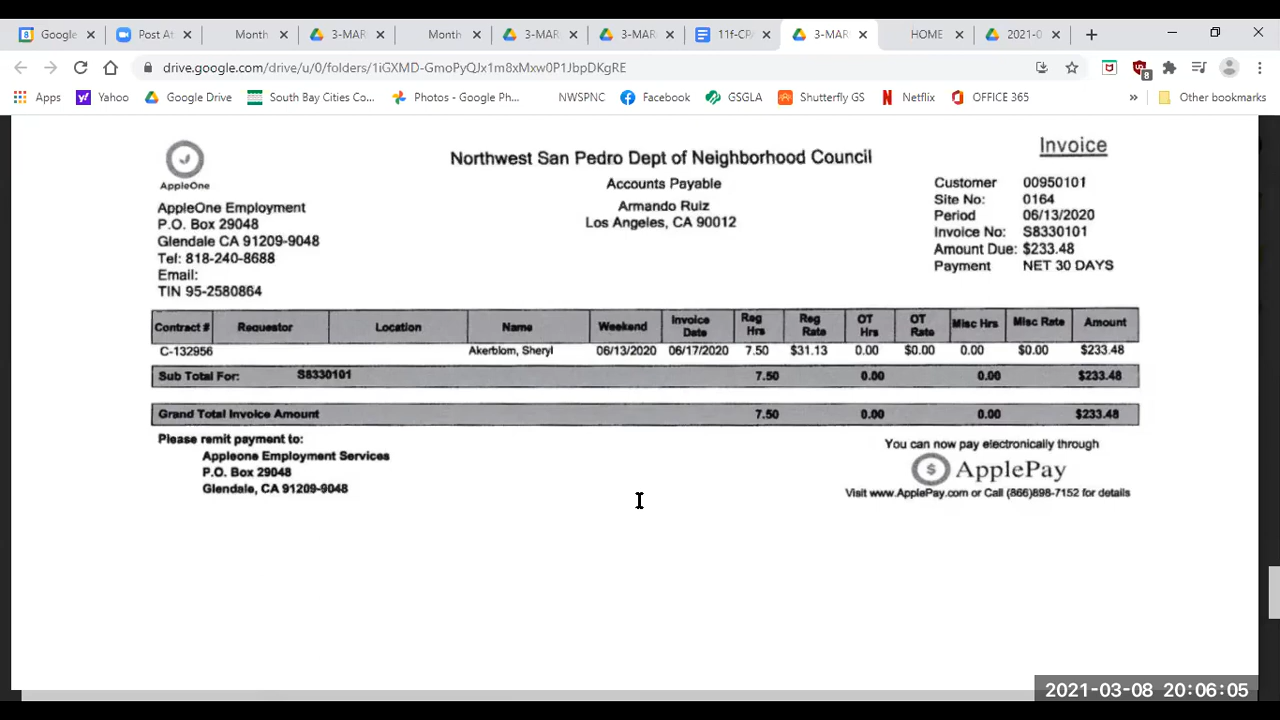 Google
Post At
Month
3-MAR
Month
3-MAR
3-MAR
11f-CPA
3-MAR
HOME
2021-0
drive.google.com/drive/u/0/folders/1iGXMD-GmoPyQJx1m8xMxw0P1JbpDKgRE
8
Apps
Yahoo
Google Drive
South Bay Cities Co...
Photos - Google Ph...
NWSPNC
Facebook
GSGLA
Shutterfly GS
Netflix
OFFICE 365
Other bookmarks
AppleOne
AppleOne Employment
P.O. Box 29048
Glendale CA 91209-9048
Tel: 818-240-8688
Email:
TIN 95-2580864
Northwest San Pedro Dept of Neighborhood Council
Accounts Payable
Armando Ruiz
Los Angeles, CA 90012
Invoice
Customer 00950101
Site No: 0164
Period 06/13/2020
Invoice No: S8330101
Amount Due: $233.48
Payment NET 30 DAYS
Contract # Requestor Location Name Weekend Invoice Date Reg Hrs Reg Rate OT Hrs OT Rate Misc Hrs Misc Rate Amount
C-132956 Akerblom, Sheryl 06/13/2020 06/17/2020 7.50 $31.13 0.00 $0.00 0.00 $0.00 $233.48
Sub Total For: S8330101 7.50 0.00 0.00 $233.48
Grand Total Invoice Amount 7.50 0.00 0.00 $233.48
Please remit payment to:
Appleone Employment Services
P.O. Box 29048
Glendale, CA 91209-9048
You can now pay electronically through
$ ApplePay
Visit www.ApplePay.com or Call (866)898-7152 for details
2021-03-08 20:06:05